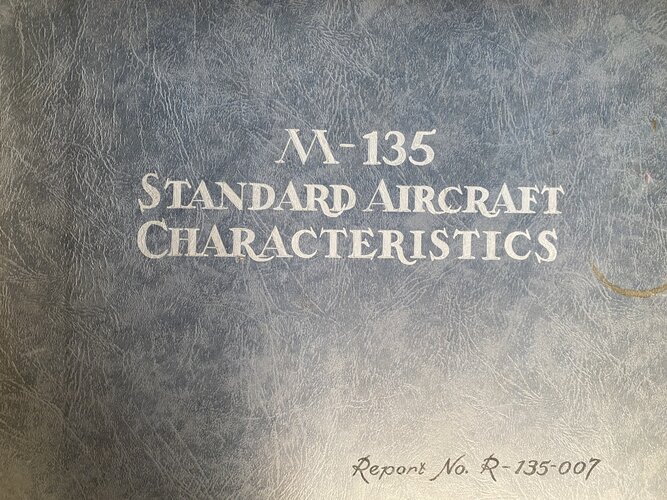 M-135
STANDARD AIRCRAFT
CHARACTERISTICS
Report No. R-135-007